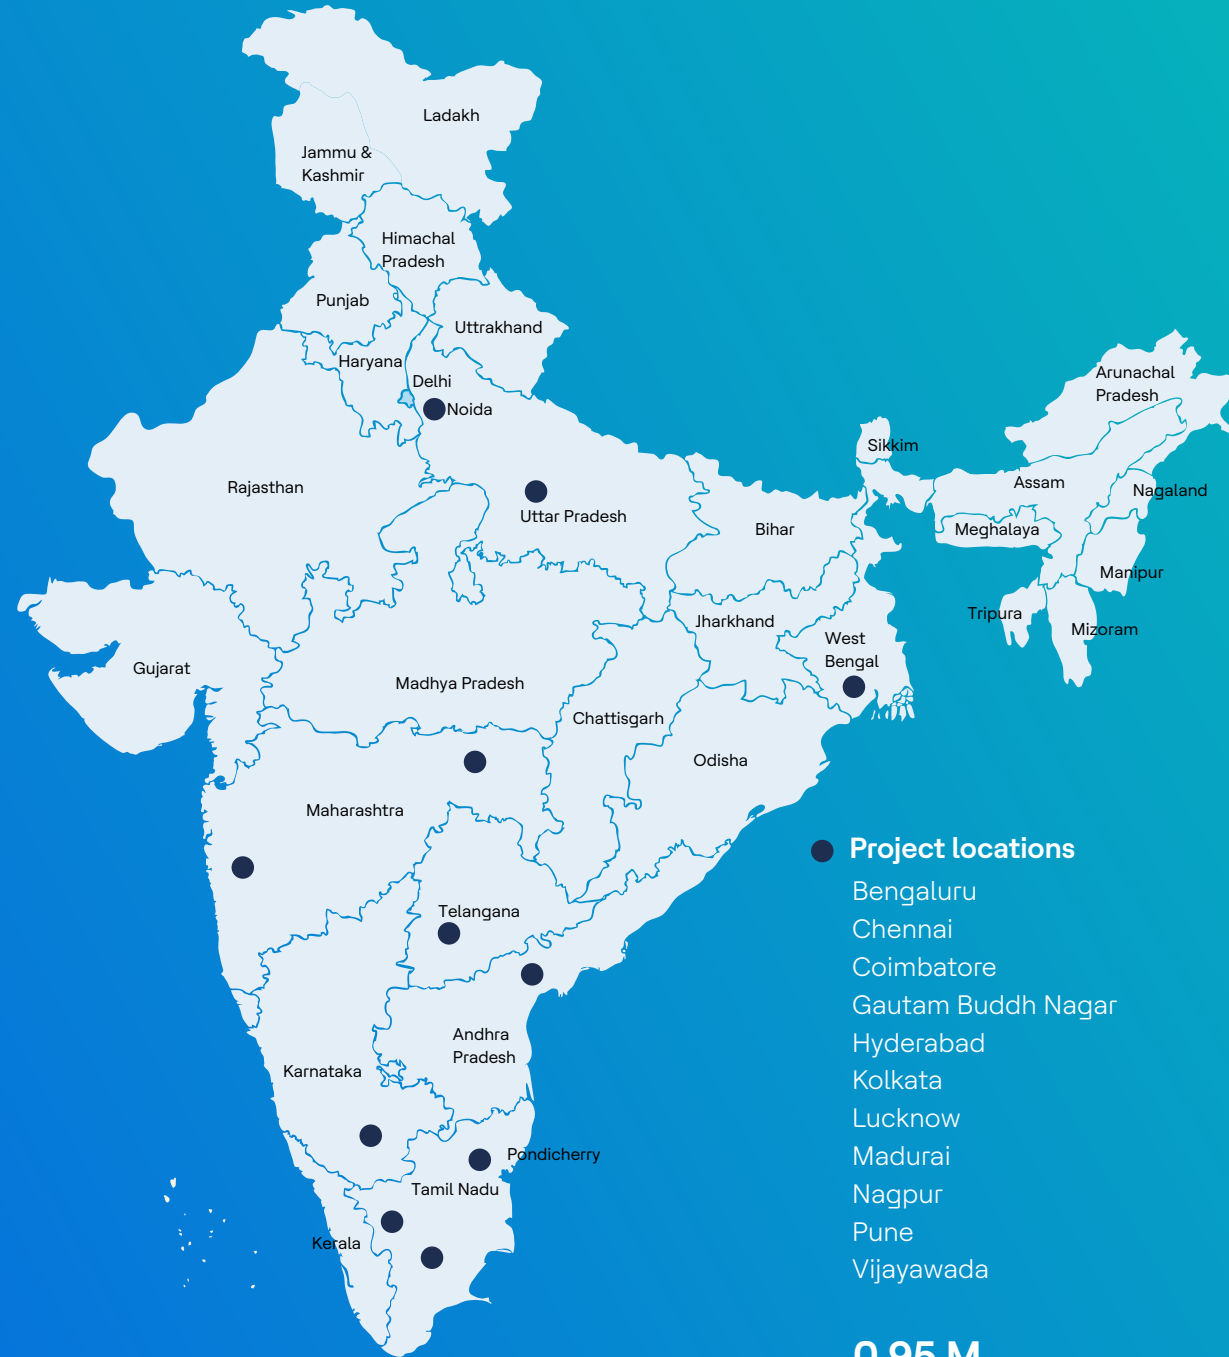 Ladakh
Jammu &
Kashmir
Himachal
Pradesh
Punjab
Uttrakhand
Haryana
Delhi
Noida
Arunachal
Pradesh
Sikkim
Rajasthan
Assam
Nagaland
Uttar Pradesh
Bihar
Meghalaya
Manipur
Tripura
Jharkhand
Mizoram
West
Bengal
Gujarat
Madhya Pradesh
Chattisgarh
Odisha
Maharashtra
Telangana
Andhra
Pradesh
Karnataka
Pondicherry
Tamil Nadu
Kerala
Project locations
Bengaluru
Chennai
Coimbatore
Gautam Buddh Nagar
Hyderabad
Kolkata
Lucknow
Madurai
Nagpur
Pune
Vijayawada
0.95 M